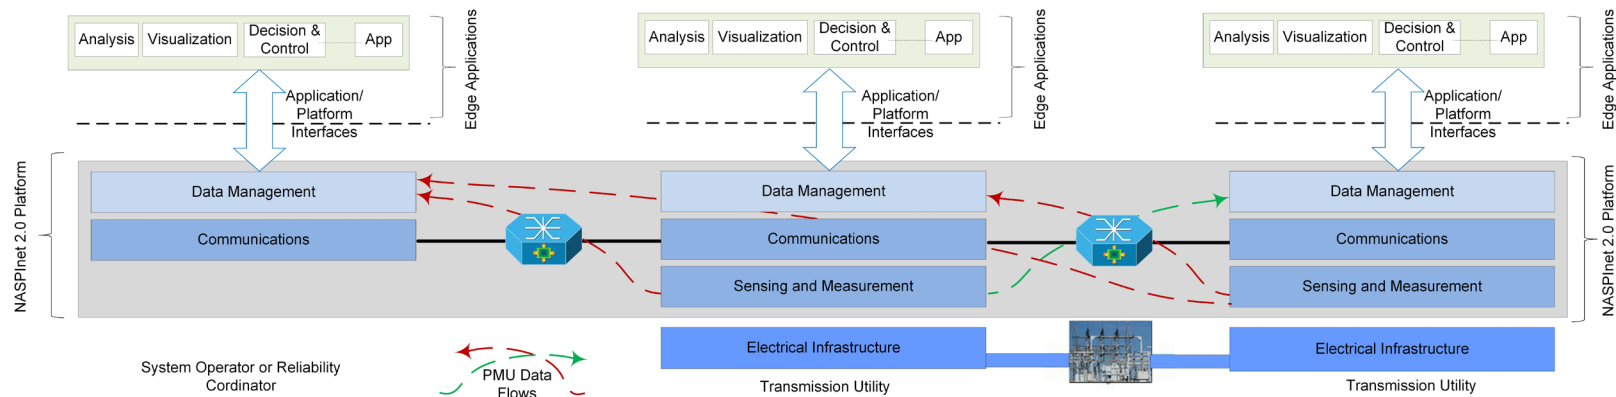 Analysis
Visualization
Decision &
Control
App
Edge Applications
Application/
Platform
Interfaces
Analysis
Visualization
Decision &
Control
App
Edge Applications
Application/
Platform
Interfaces
Analysis
Visualization
Decision &
Control
App
Edge Applications
Application/
Platform
Interfaces
NASPInet 2.0 Platform
Data Management
Communications
Data Management
Communications
Sensing and Measurement
Data Management
Communications
Sensing and Measurement
NASPInet 2.0 Platform
Electrical Infrastructure
Electrical Infrastructure
System Operator or Reliability
Cordinator
PMU Data
Flows
Transmission Utility
Transmission Utility